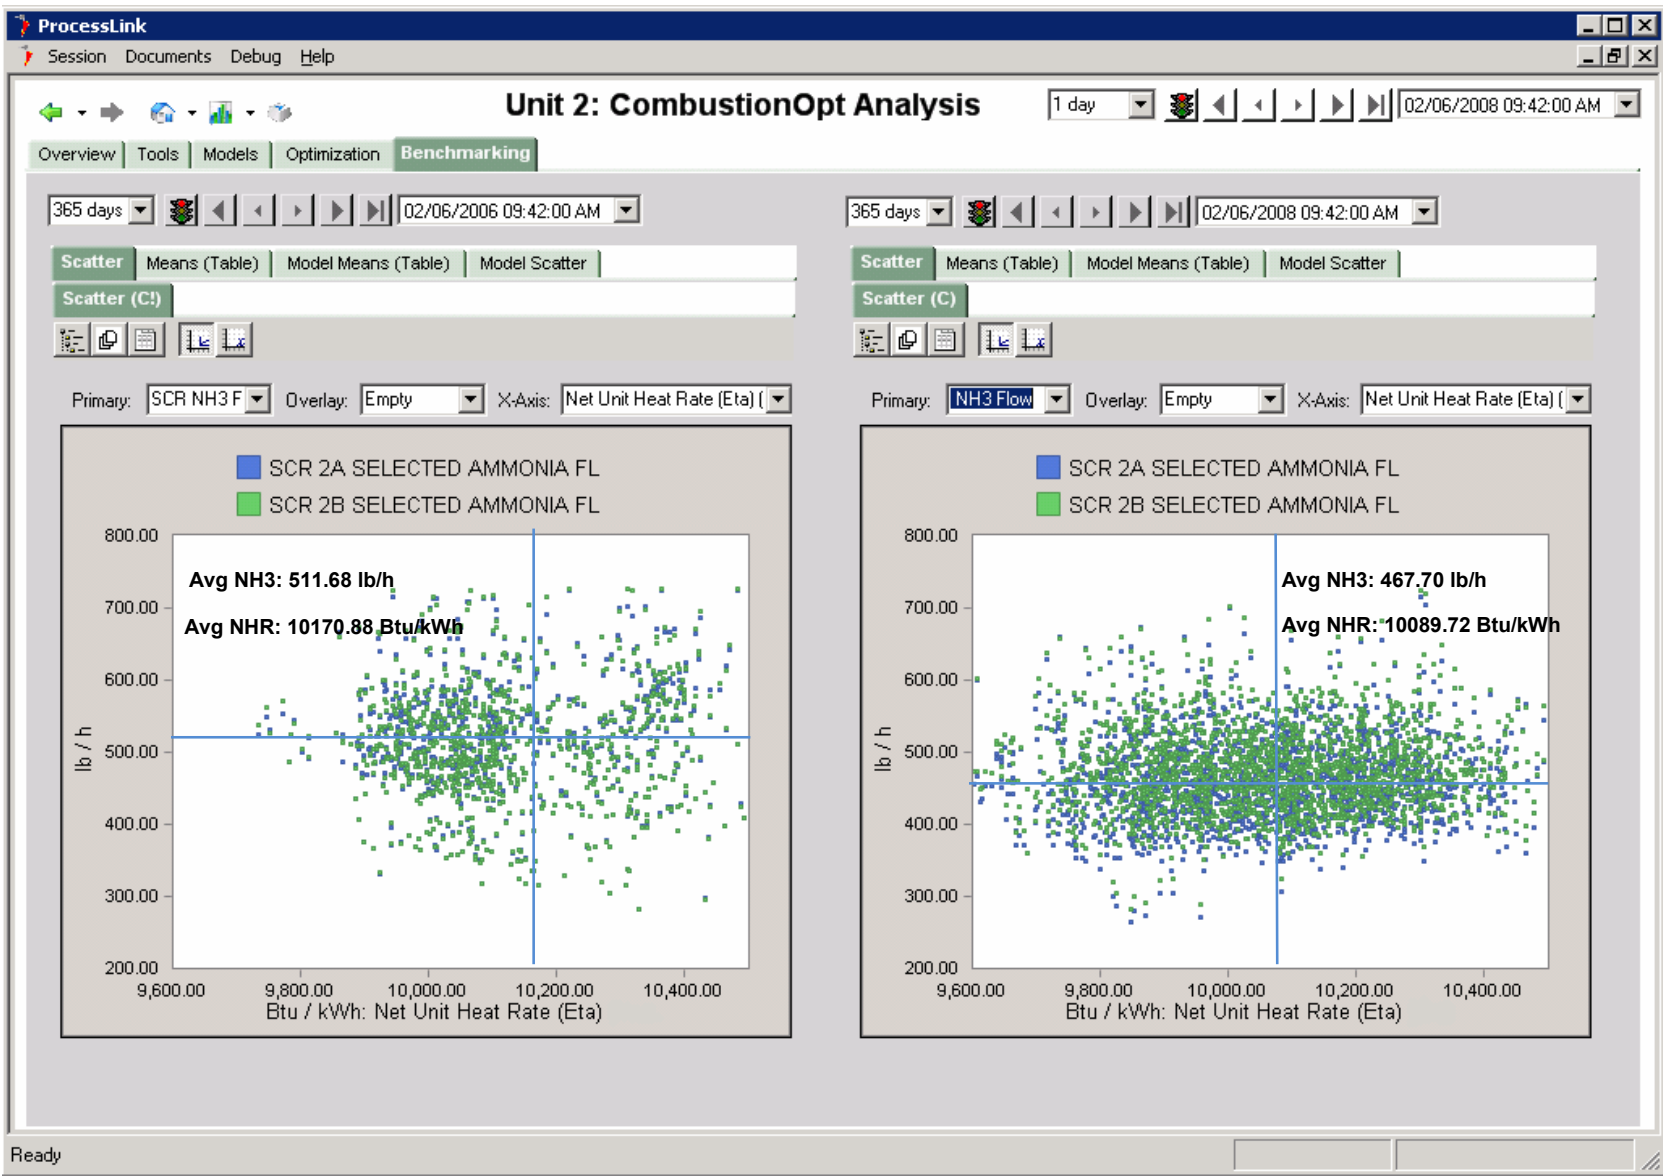 ProcessLink
Session Documents Debug Help
Unit 2: CombustionOpt Analysis
1 day
02/06/2008 09:42:00 AM
Overview Tools Models Optimization Benchmarking
365 days
02/06/2006 09:42:00 AM
Scatter Means (Table) Model Means (Table) Model Scatter
Scatter (C!)
Primary: SCR NH3 F Overlay: Empty X-Axis: Net Unit Heat Rate (Eta) (
SCR 2A SELECTED AMMONIA FL
SCR 2B SELECTED AMMONIA FL
800.00
Avg NH3: 511.68 lb/h
700.00
Avg NHR: 10170.88 Btu/kWh
600.00
lb / h
500.00
400.00
300.00
200.00
9,600.00 9,800.00 10,000.00 10,200.00 10,400.00
Btu / kWh: Net Unit Heat Rate (Eta)
365 days
02/06/2008 09:42:00 AM
Scatter Means (Table) Model Means (Table) Model Scatter
Scatter (C)
Primary: NH3 Flow Overlay: Empty X-Axis: Net Unit Heat Rate (Eta) (
SCR 2A SELECTED AMMONIA FL
SCR 2B SELECTED AMMONIA FL
800.00
Avg NH3: 467.70 lb/h
700.00
Avg NHR: 10089.72 Btu/kWh
600.00
lb / h
500.00
400.00
300.00
200.00
9,600.00 9,800.00 10,000.00 10,200.00 10,400.00
Btu / kWh: Net Unit Heat Rate (Eta)
Ready